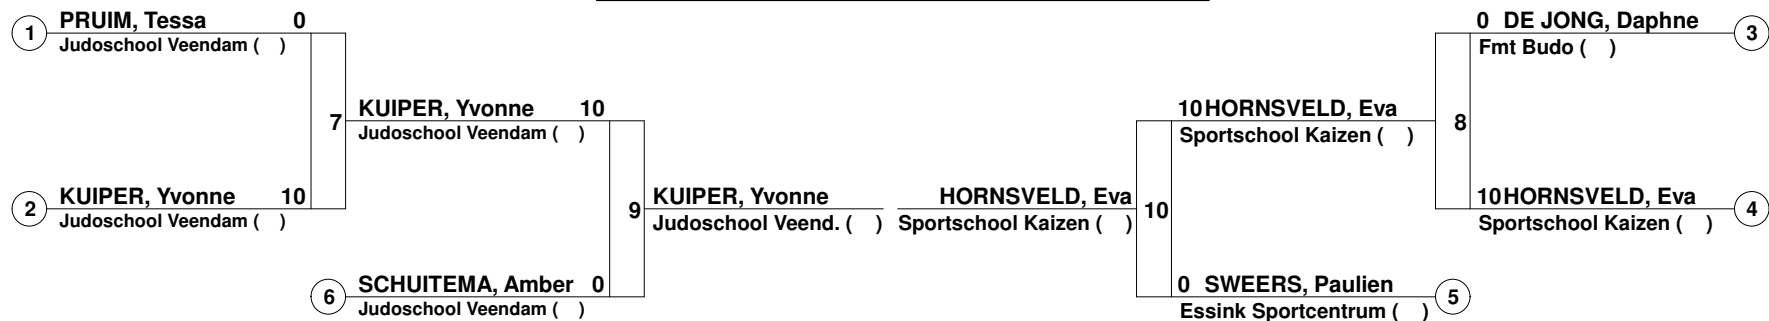 PRUIM, Tessa 0
1
Judoschool Veendam ( )
7
KUIPER, Yvonne 10
2
Judoschool Veendam ( )
KUIPER, Yvonne 10
Judoschool Veendam ( )
9
SCHUITEMA, Amber 0
6
Judoschool Veendam ( )
KUIPER, Yvonne
Judoschool Veend. ( )
HORNSVELD, Eva
Sportschool Kaizen ( )
10
10 HORNSVELD, Eva
Sportschool Kaizen ( )
0 SWEERS, Paulien
5
Essink Sportcentrum ( )
8
0 DE JONG, Daphne
3
Fmt Budo ( )
10 HORNSVELD, Eva
4
Sportschool Kaizen ( )